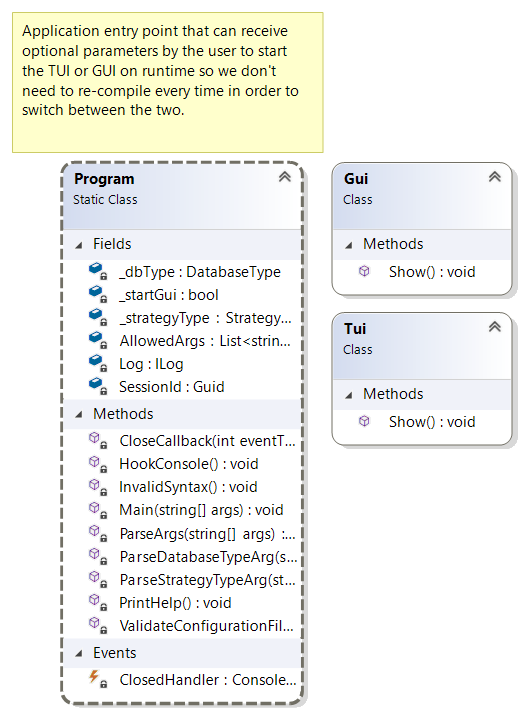 Application entry point that can receive
optional parameters by the user to start
the TUI or GUI on runtime so we don't
need to re-compile every time in order to
switch between the two.
Program
Static Class
Fields
_dbType : DatabaseType
_startGui : bool
_strategyType : Strategy...
AllowedArgs : List<strin...
Log : ILog
SessionId : Guid
Methods
CloseCallback(int eventT...
HookConsole() : void
InvalidSyntax() : void
Main(string[] args) : void
ParseArgs(string[] args) :...
ParseDatabaseTypeArg(s...
ParseStrategyTypeArg(st...
PrintHelp() : void
ValidateConfigurationFil...
Events
ClosedHandler : Console...
Gui
Class
Methods
Show() : void
Tui
Class
Methods
Show() : void